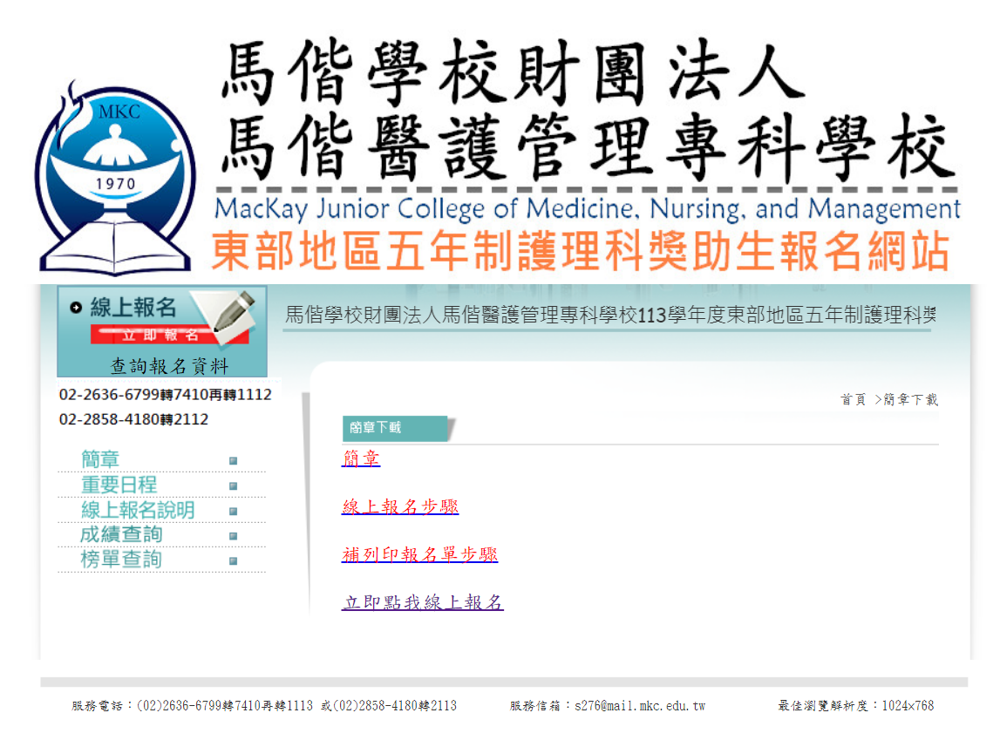 馬偕學校財團法人
馬偕醫護管理專科學校
MKC
1970
MacKay Junior College of Medicine, Nursing, and Management
東部地區五年制護理科獎助生報名網站
線上報名
立即報名
查詢報名資料
馬偕學校財團法人馬偕醫護管理專科學校113學年度東部地區五年制護理科獎
02-2636-6799轉7410再轉1112
02-2858-4180轉2112
首頁 >簡章下載
簡章下載
簡章
重要日程
線上報名說明
成績查詢
榜單查詢
簡章
線上報名步驟
補列印報名單步驟
立即點我線上報名
服務電話：(02)2636-6799轉7410再轉1113 或(02)2858-4180轉2113
服務信箱：s276@mail.mkc.edu.tw
最佳瀏覽解析度：1024×768